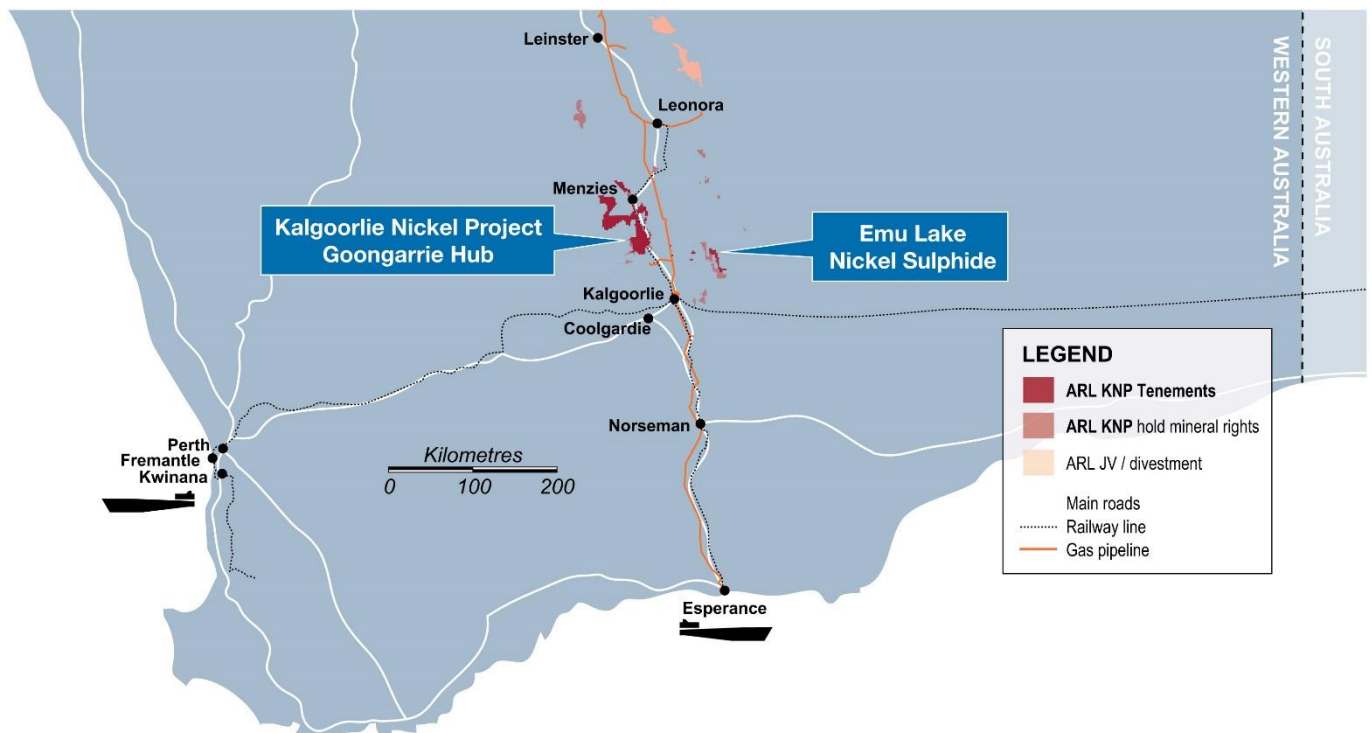 Leinster
Leonora
Menzies
Kalgoorlie Nickel Project
Goongarrie Hub
Emu Lake
Nickel Sulphide
WESTERN AUSTRALIA
SOUTH AUSTRALIA
Kalgoorlie
Coolgardie
Norseman
Perth
Fremantle
Kwinana
Kilometres
0 100 200
Esperance
LEGEND
ARL KNP Tenements
ARL KNP hold mineral rights
ARL JV / divestment
Main roads
Railway line
Gas pipeline